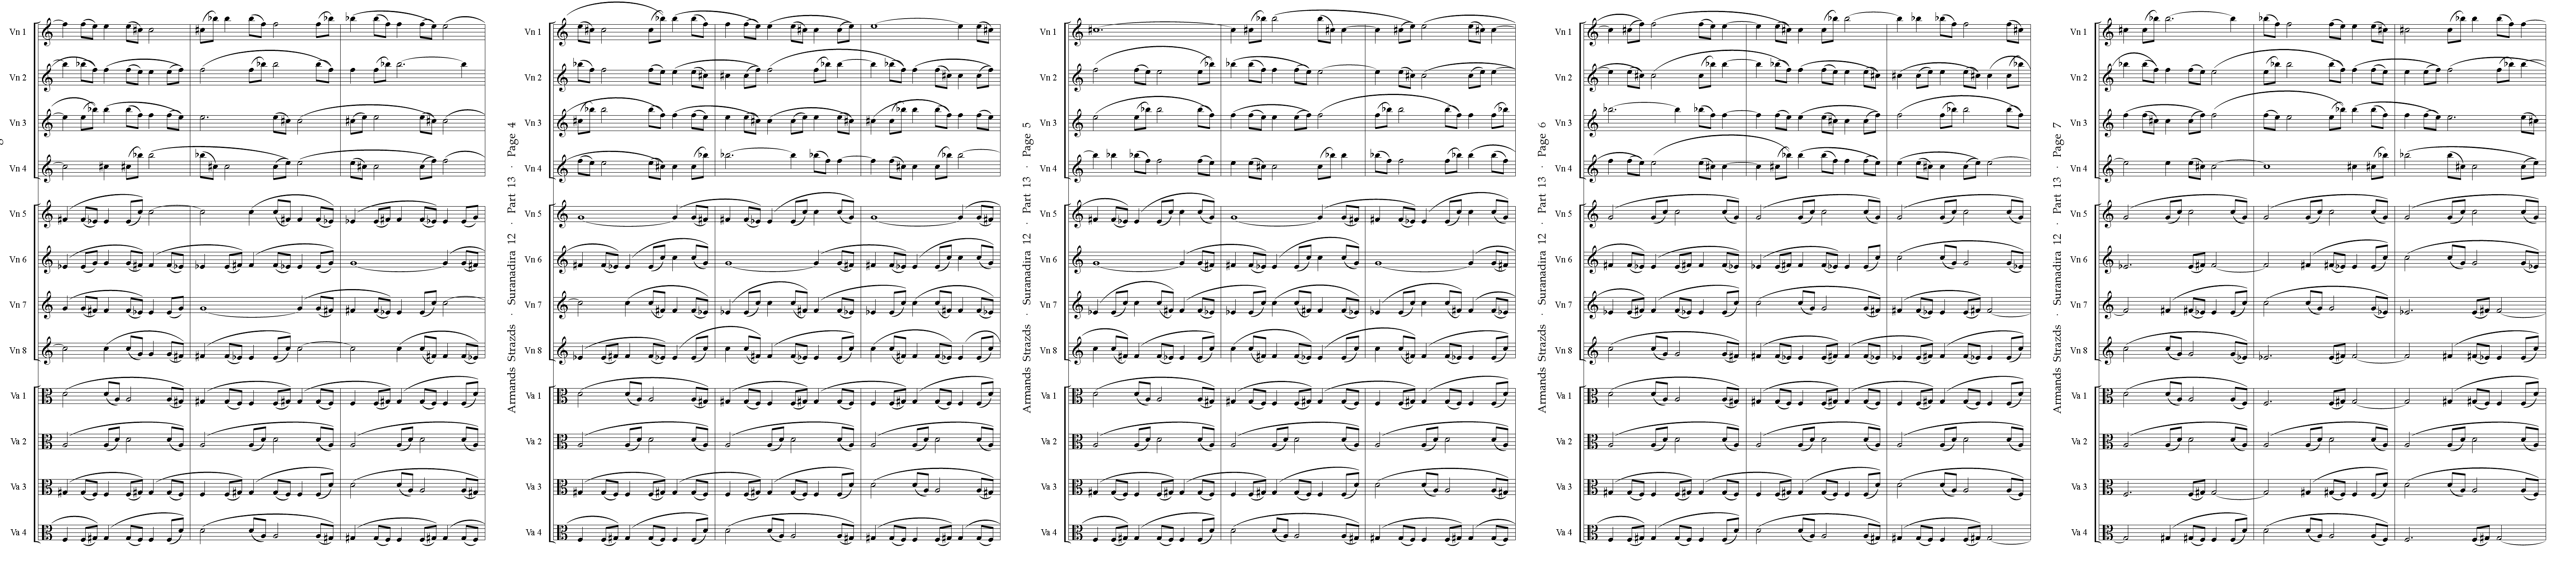 Vn 1
Vn 2
Vn 3
Vn 4
Vn 5
Vn 6
Vn 7
Vn 8
Va 1
Va 2
Va 3
Va 4
Armands Strazds · Suranadira 12 · Part 13 · Page 4
Vn 1
Vn 2
Vn 3
Vn 4
Vn 5
Vn 6
Vn 7
Vn 8
Va 1
Va 2
Va 3
Va 4
Armands Strazds · Suranadira 12 · Part 13 · Page 5
Vn 1
Vn 2
Vn 3
Vn 4
Vn 5
Vn 6
Vn 7
Vn 8
Va 1
Va 2
Va 3
Va 4
Armands Strazds · Suranadira 12 · Part 13 · Page 6
Vn 1
Vn 2
Vn 3
Vn 4
Vn 5
Vn 6
Vn 7
Vn 8
Va 1
Va 2
Va 3
Va 4
Armands Strazds · Suranadira 12 · Part 13 · Page 7
Vn 1
Vn 2
Vn 3
Vn 4
Vn 5
Vn 6
Vn 7
Vn 8
Va 1
Va 2
Va 3
Va 4